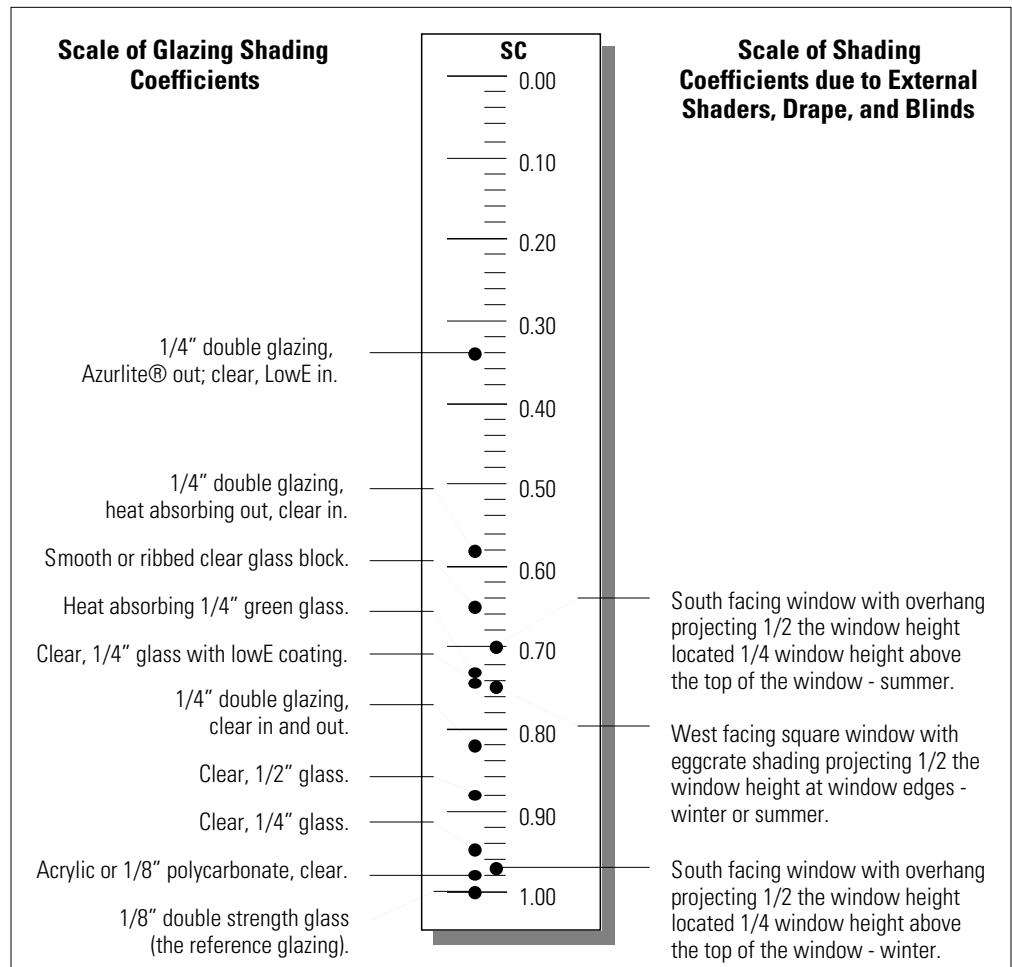 Scale of Glazing Shading
Coefficients
SC
0.00
0.10
0.20
0.30
0.40
0.50
0.60
0.70
0.80
0.90
1.00
Scale of Shading
Coefficients due to External
Shaders, Drape, and Blinds
1/4” double glazing,
Azurlite® out; clear, LowE in.
1/4” double glazing,
heat absorbing out, clear in.
Smooth or ribbed clear glass block.
Heat absorbing 1/4” green glass.
Clear, 1/4” glass with lowE coating.
1/4” double glazing,
clear in and out.
Clear, 1/2” glass.
Clear, 1/4” glass.
Acrylic or 1/8” polycarbonate, clear.
1/8” double strength glass
(the reference glazing).
South facing window with overhang
projecting 1/2 the window height
located 1/4 window height above
the top of the window - summer.
West facing square window with
eggcrate shading projecting 1/2 the
window height at window edges -
winter or summer.
South facing window with overhang
projecting 1/2 the window height
located 1/4 window height above
the top of the window - winter.